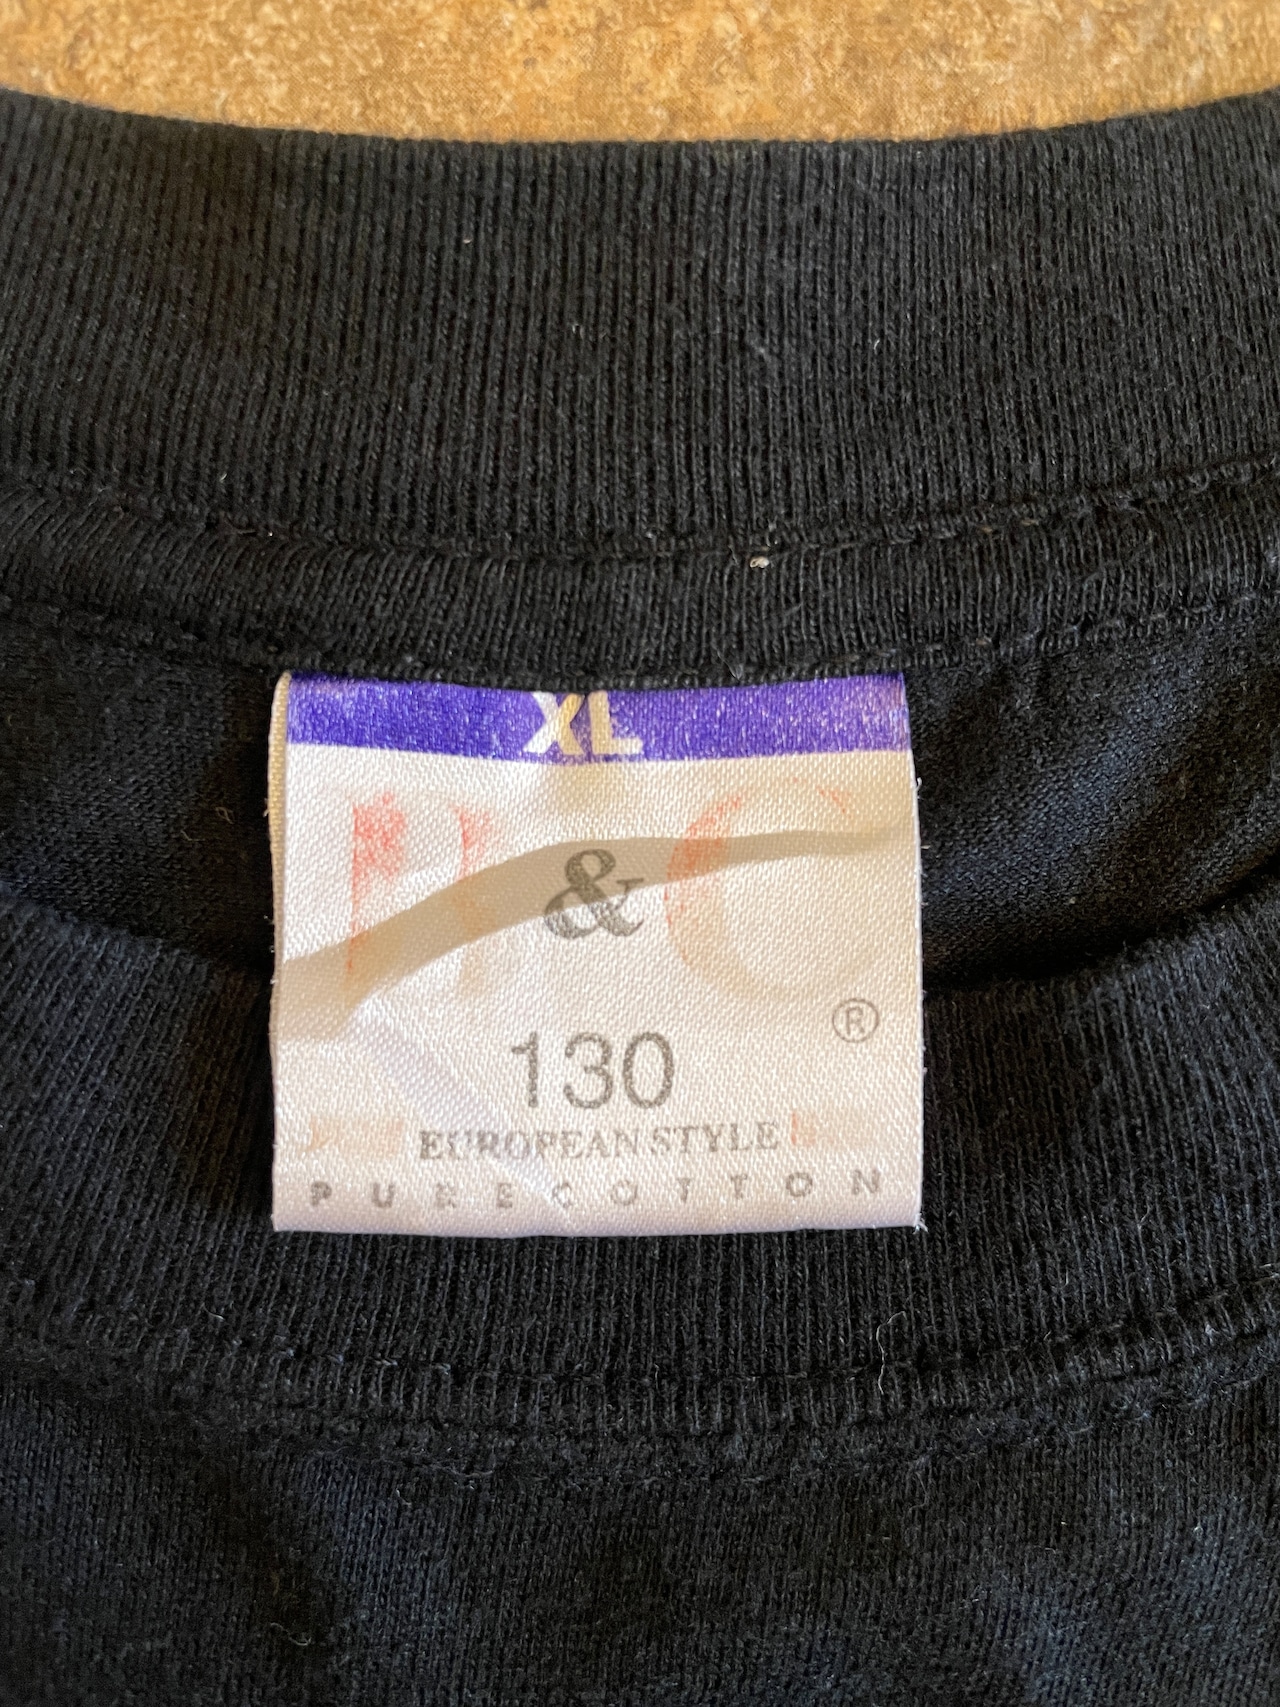 XL
& C
®
130
EUROPEAN STYLE
PURE COTTON